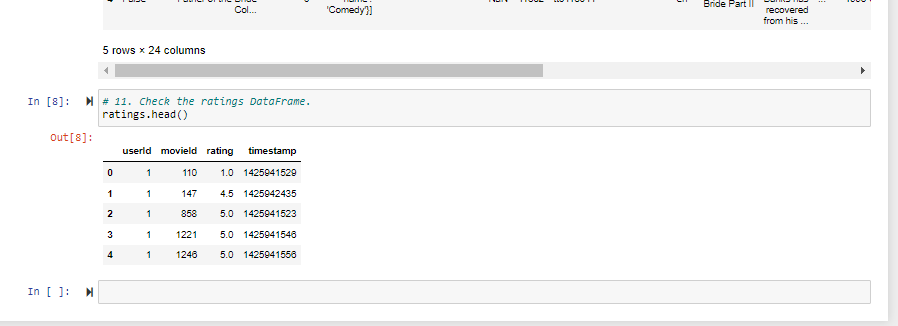 Col...
'Comedy'}]
Bride Part II
recovered
from his ...
5 rows × 24 columns
In [8]:
# 11. Check the ratings DataFrame.
ratings.head()
Out[8]:
userId movieId rating timestamp
0 1 110 1.0 1425941529
1 1 147 4.5 1425942435
2 1 858 5.0 1425941523
3 1 1221 5.0 1425941546
4 1 1246 5.0 1425941556
In [ ]: